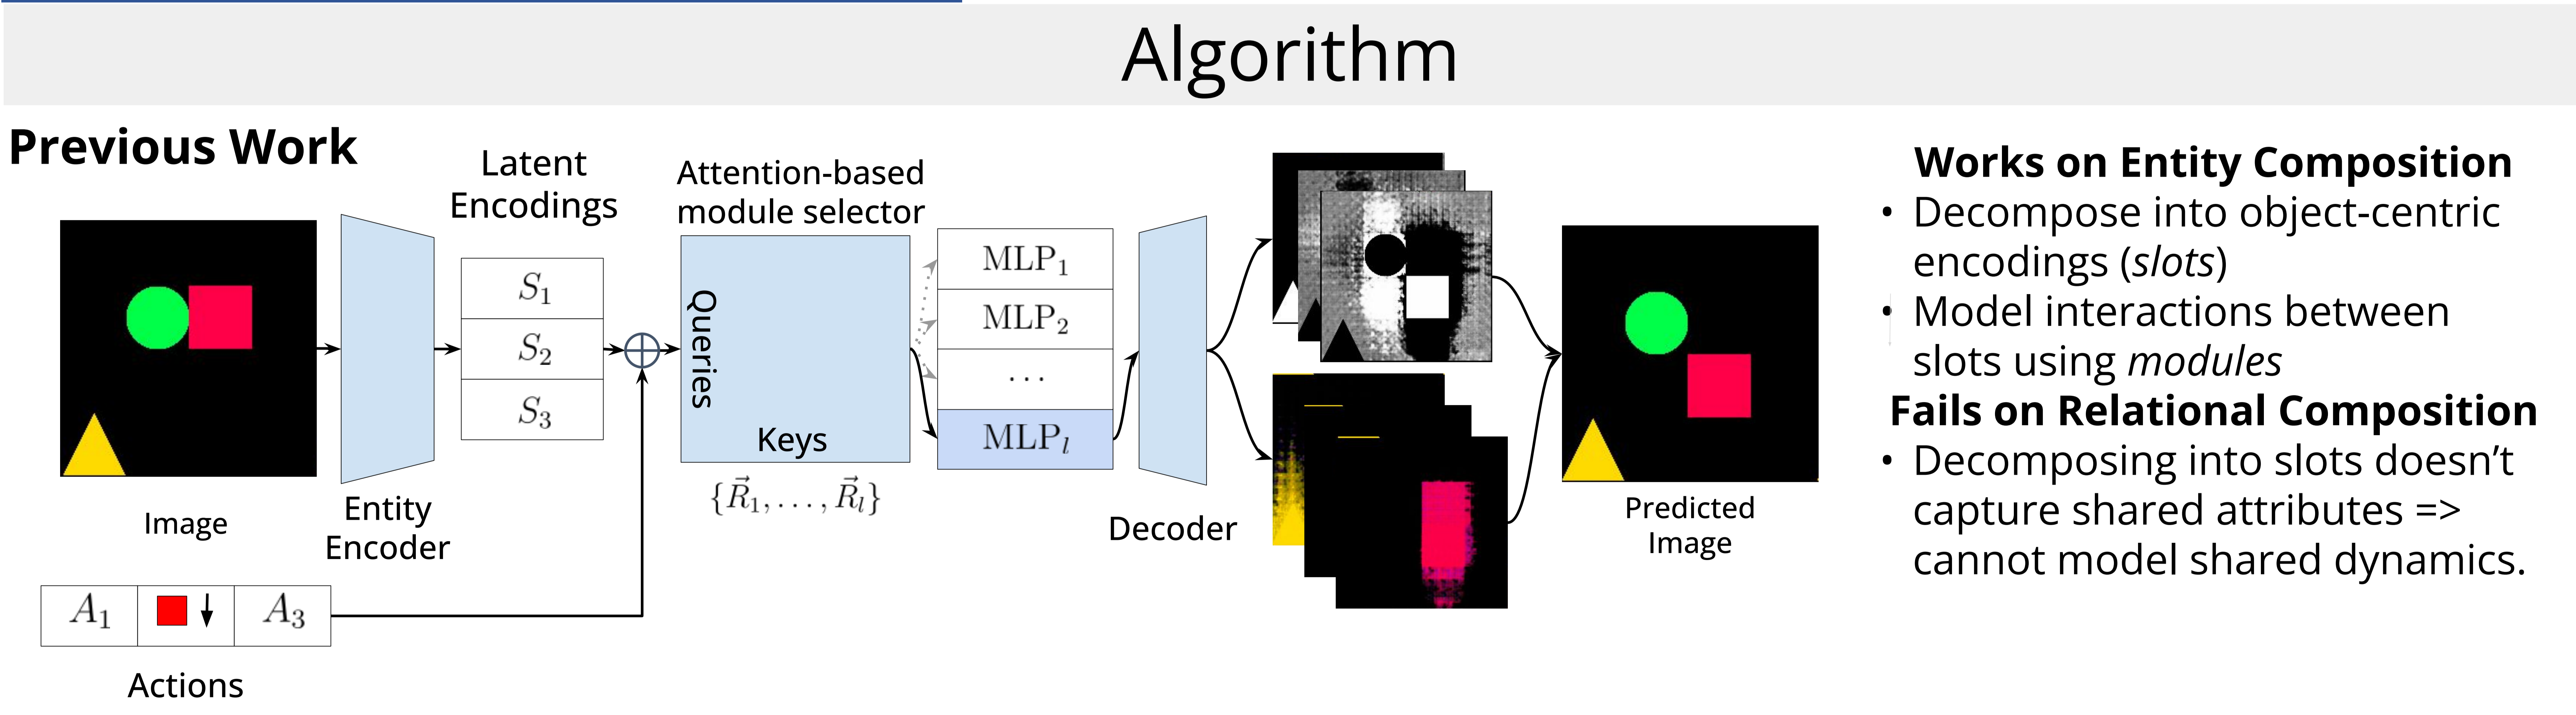 Algorithm
Previous Work
Latent
Encodings
Attention-based
module selector
Image
Entity
Encoder
S₁
S₂
S₃
A₁
A₃
Actions
Queries
Keys
{R⃗₁, . . . , R⃗ₗ}
MLP₁
MLP₂
. . .
MLPₗ
Decoder
Predicted
Image
Works on Entity Composition
• Decompose into object-centric
encodings (slots)
• Model interactions between
slots using modules
Fails on Relational Composition
• Decomposing into slots doesn’t
capture shared attributes =>
cannot model shared dynamics.